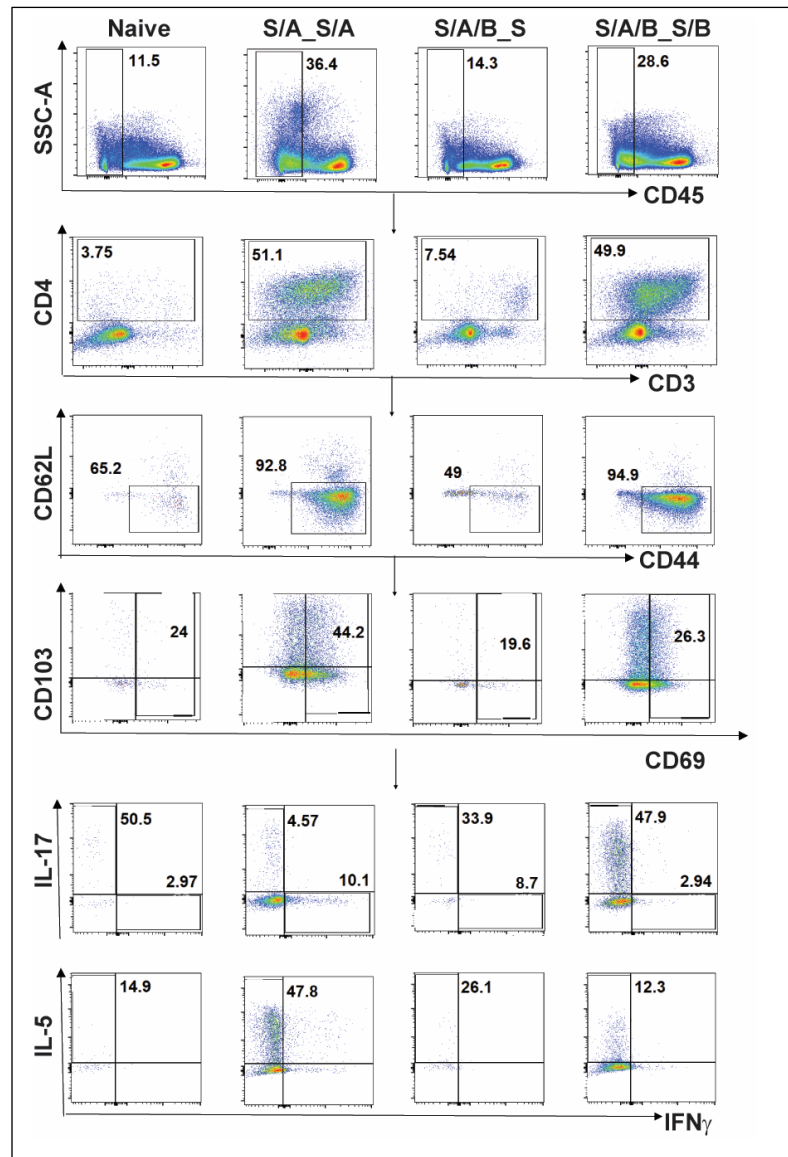 Naive S/A_S/A S/A/B_S S/A/B_S/B
11.5 36.4 14.3 28.6
SSC-A
CD45
3.75 51.1 7.54 49.9
CD4
CD3
65.2 92.8 49 94.9
CD62L
CD44
24 44.2 19.6 26.3
CD103
CD69
50.5 4.57 33.9 47.9
2.97 10.1 8.7 2.94
IL-17
14.9 47.8 26.1 12.3
IL-5
IFNγ